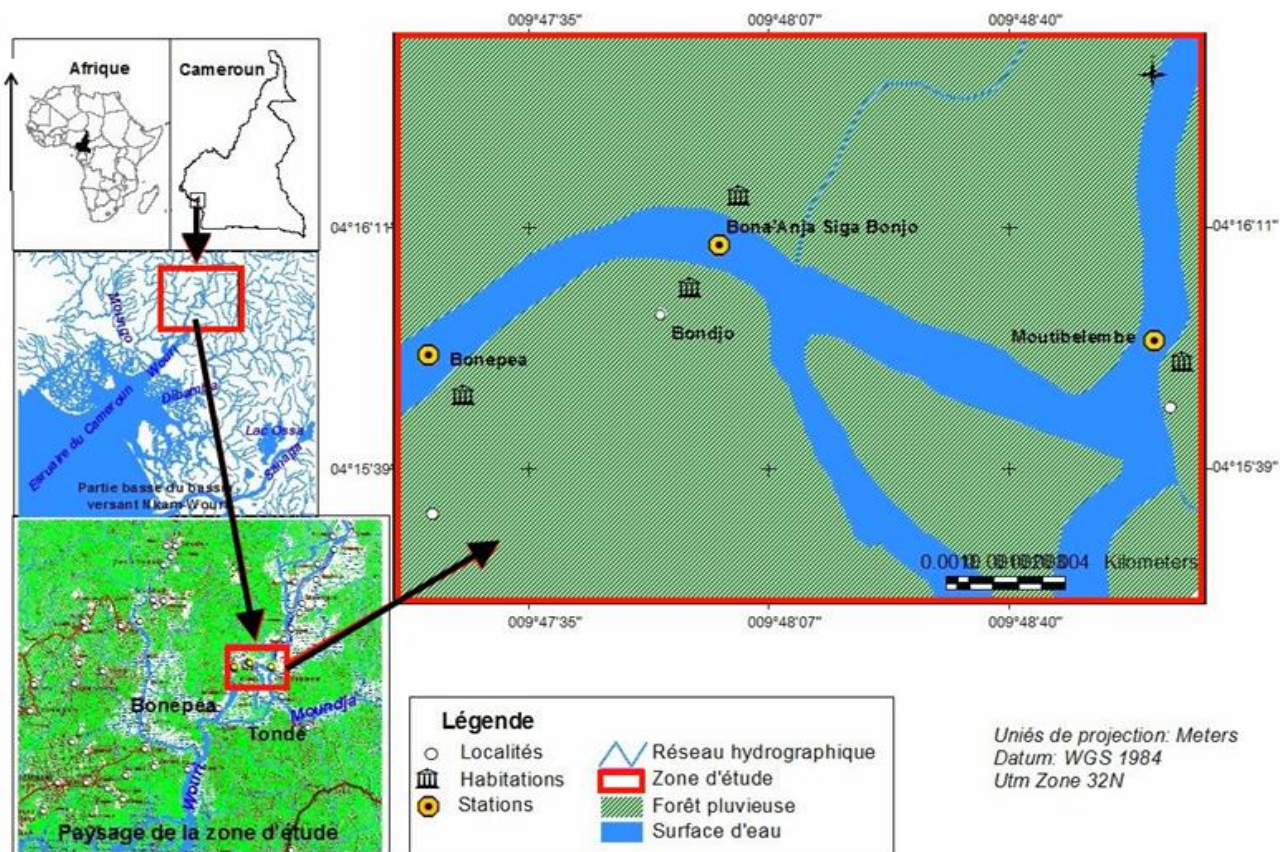 Afrique
Cameroun
Moungo
Wouri
Dibamba
Esruaire du Cameroun
Lac Ossa
Sanaga
Partie basse du bassin
versant Nkam-Wouri
Bonepea
Moundja
Tonde
Wouri
Paysage de la zone d'étude
009°47'35" 009°48'07" 009°48'40"
04°16'11" 04°16'11"
Bona'Anja Siga Bonjo
Bondjo
Moutibelembe
Bonepea
04°15'39" 04°15'39"
Kilometers
009°47'35" 009°48'07" 009°48'40"
Légende
Localités
Habitations
Stations
Réseau hydrographique
Zone d'étude
Forêt pluvieuse
Surface d'eau
Uniés de projection: Meters
Datum: WGS 1984
Utm Zone 32N